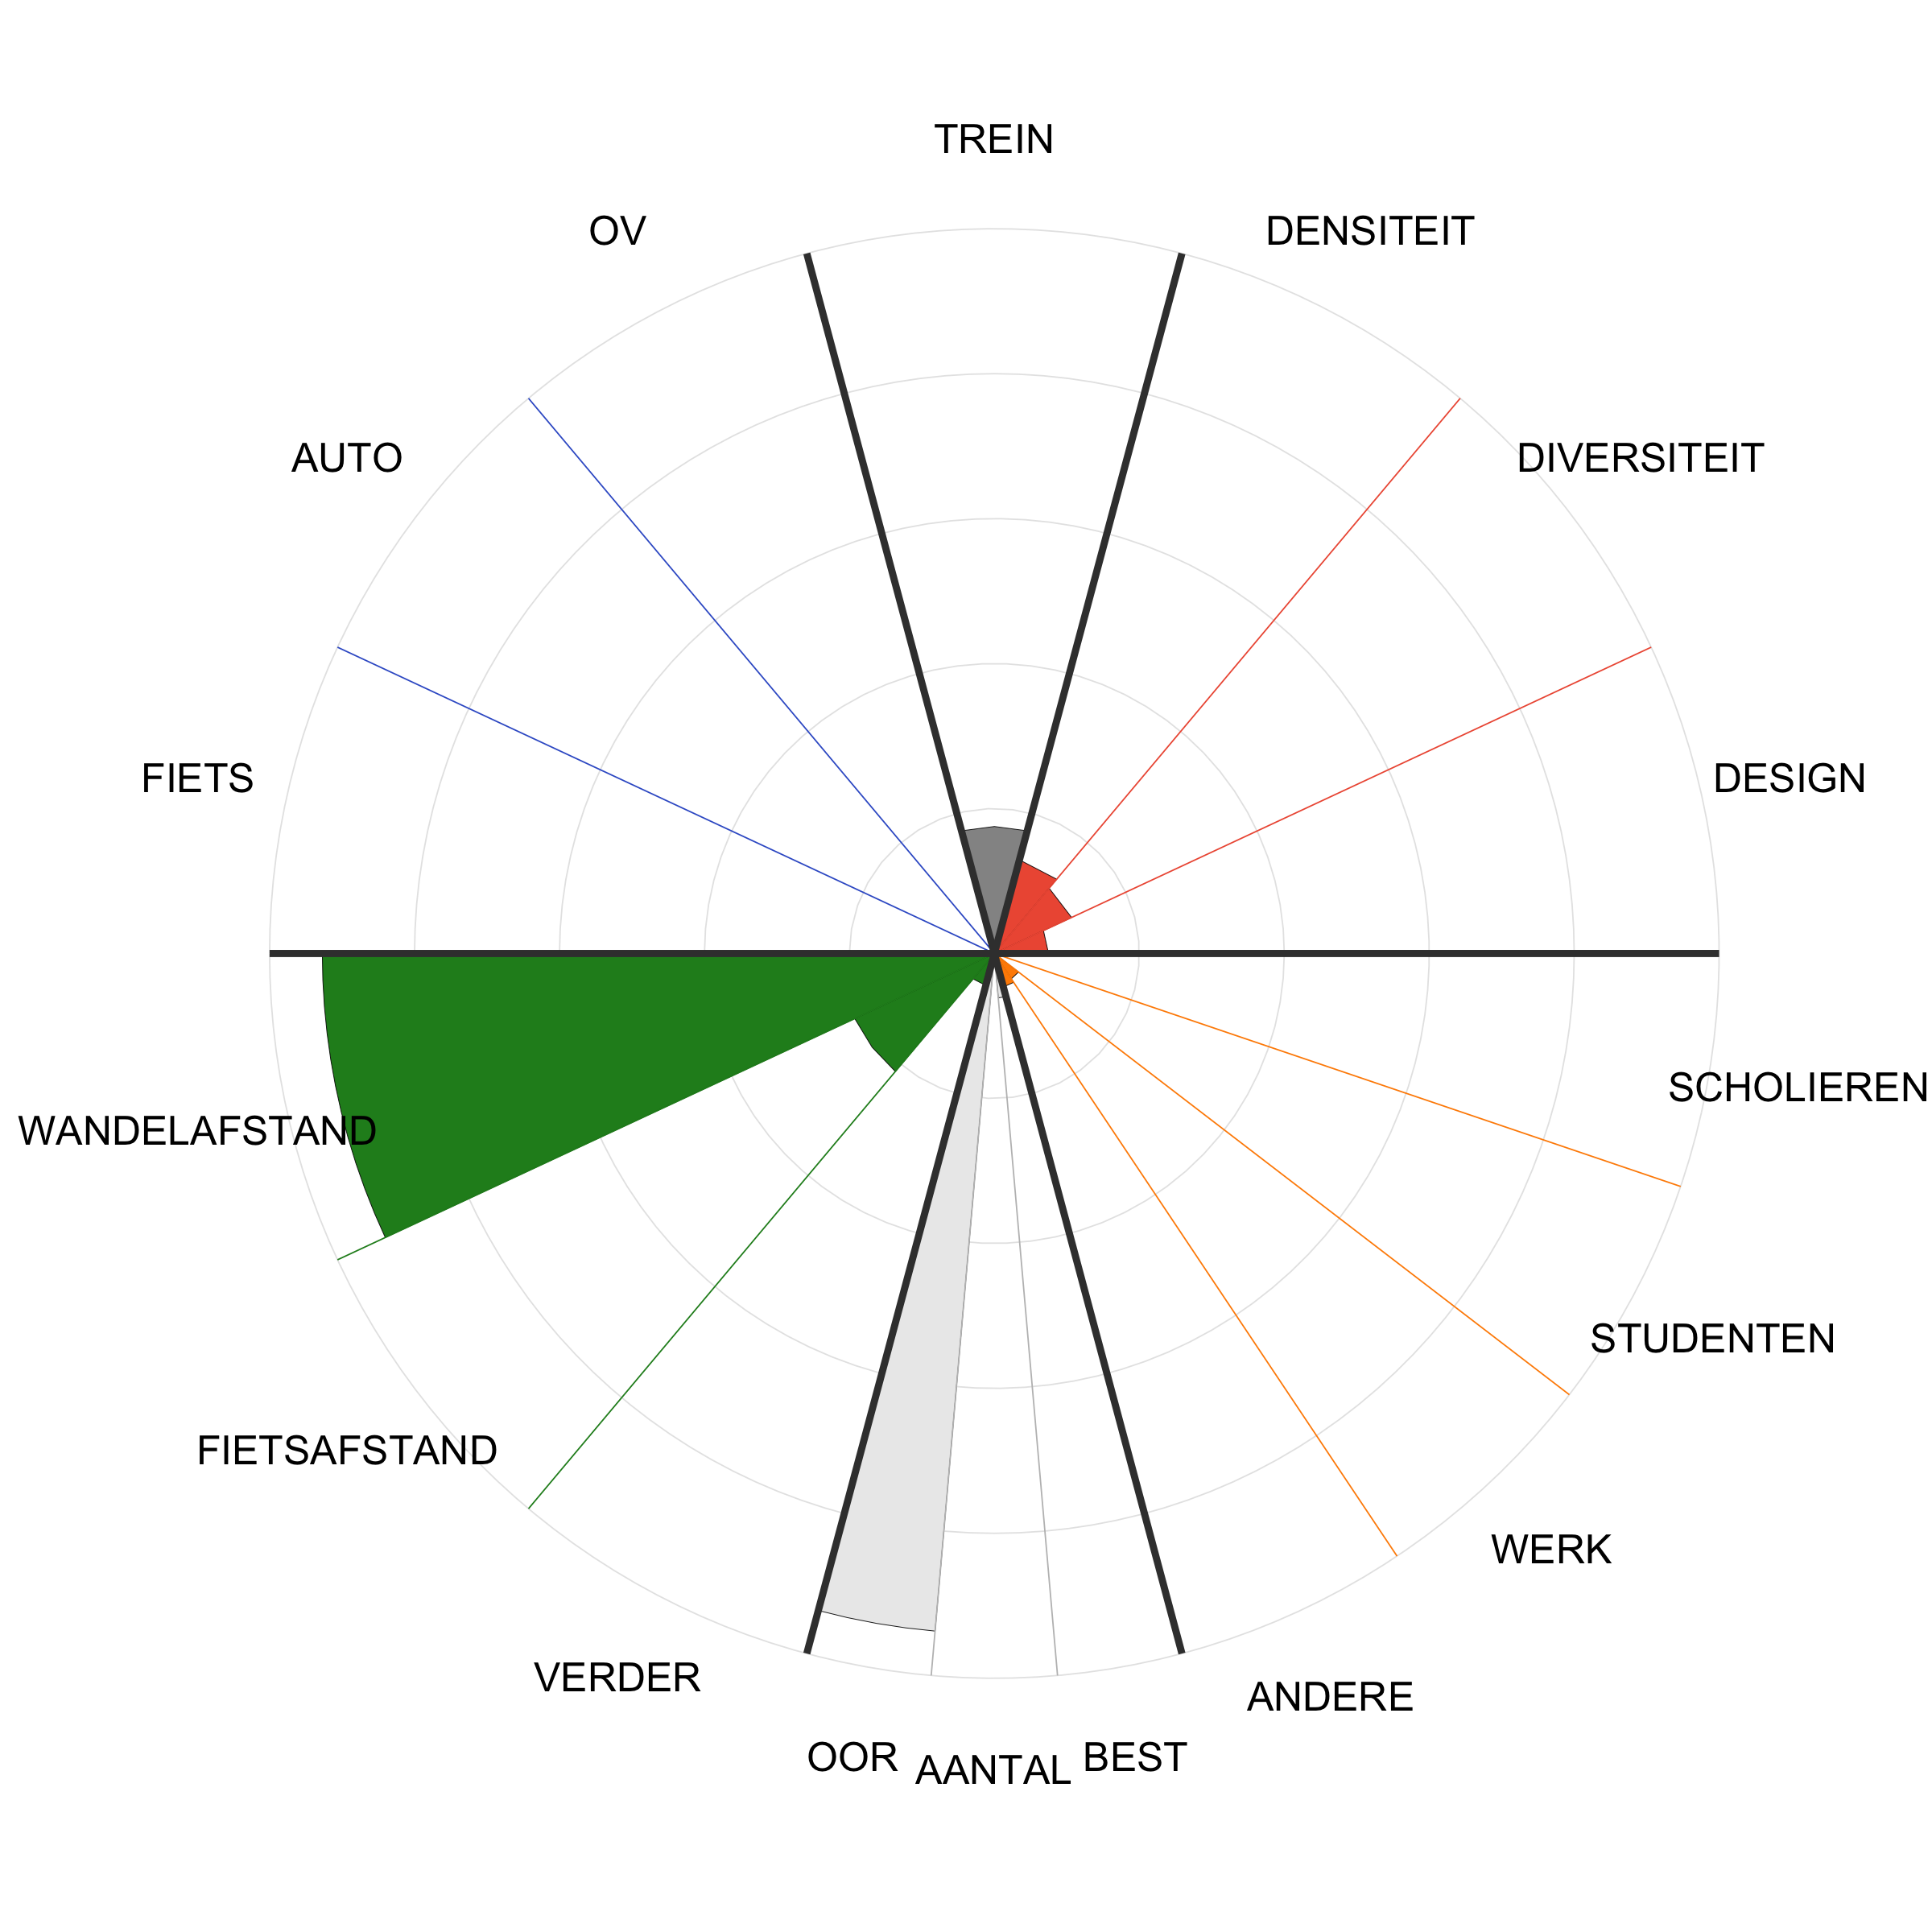 TREIN
OV
DENSITEIT
AUTO
DIVERSITEIT
FIETS
DESIGN
SCHOLIEREN
WANDELAFSTAND
STUDENTEN
FIETSAFSTAND
WERK
VERDER
ANDERE
OOR
AANTAL
BEST